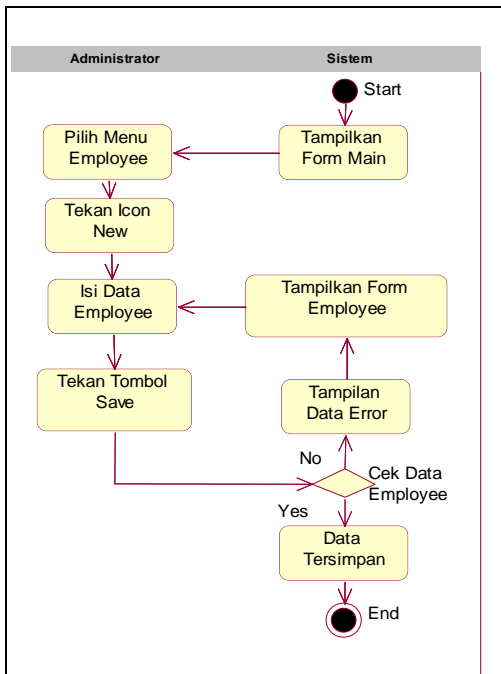 Administrator
Sistem
Start
Pilih Menu
Employee
Tampilkan
Form Main
Tekan Icon
New
Isi Data
Employee
Tampilkan Form
Employee
Tekan Tombol
Save
Tampilan
Data Error
No
Cek Data
Employee
Yes
Data
Tersimpan
End